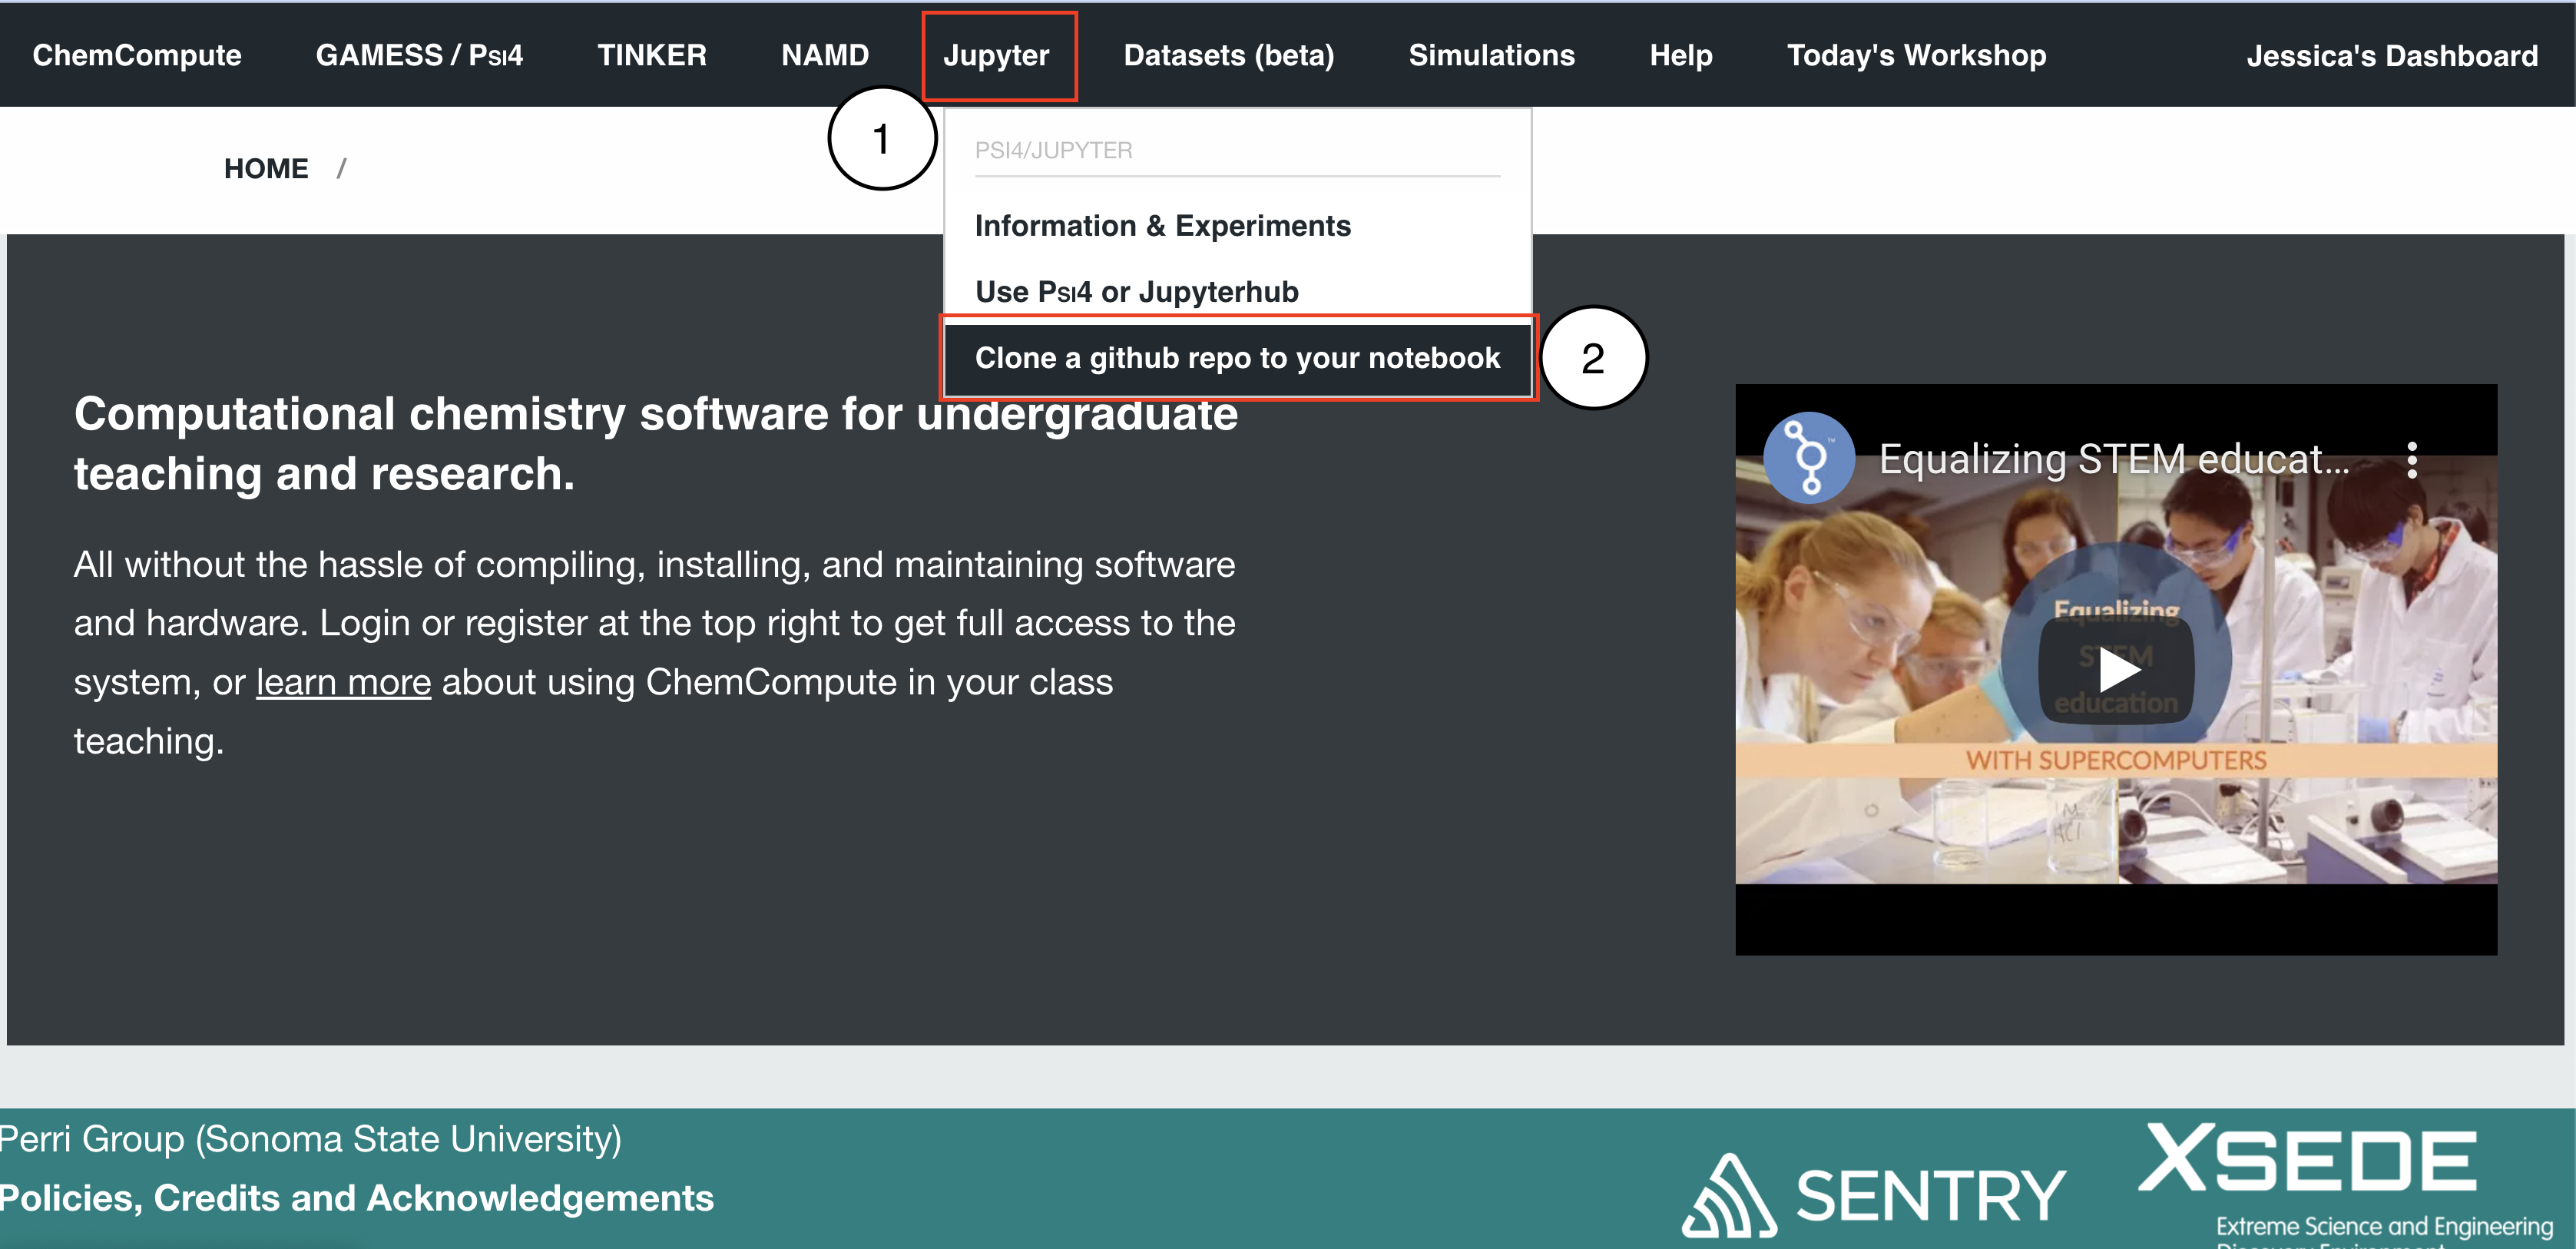 ChemCompute GAMESS / Psi4 TINKER NAMD Jupyter Datasets (beta) Simulations Help Today's Workshop Jessica's Dashboard
1
HOME /
PSI4/JUPYTER
Information & Experiments
Use Psi4 or Jupyterhub
Clone a github repo to your notebook
2
Computational chemistry software for undergraduate
teaching and research.
All without the hassle of compiling, installing, and maintaining software
and hardware. Login or register at the top right to get full access to the
system, or learn more about using ChemCompute in your class
teaching.
Equalizing STEM educat...
Equalizing
STEM
education
WITH SUPERCOMPUTERS
Perri Group (Sonoma State University)
Policies, Credits and Acknowledgements
SENTRY
XSEDE
Extreme Science and Engineering
Discovery Environment